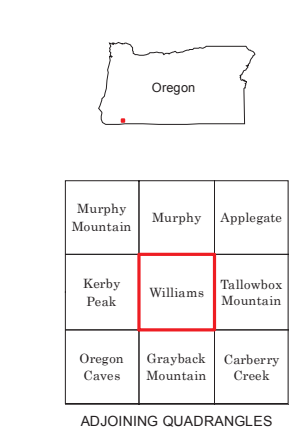 Oregon
Murphy
Mountain
Murphy
Applegate
Kerby
Peak
Williams
Tallowbox
Mountain
Oregon
Caves
Grayback
Mountain
Carberry
Creek
ADJOINING QUADRANGLES